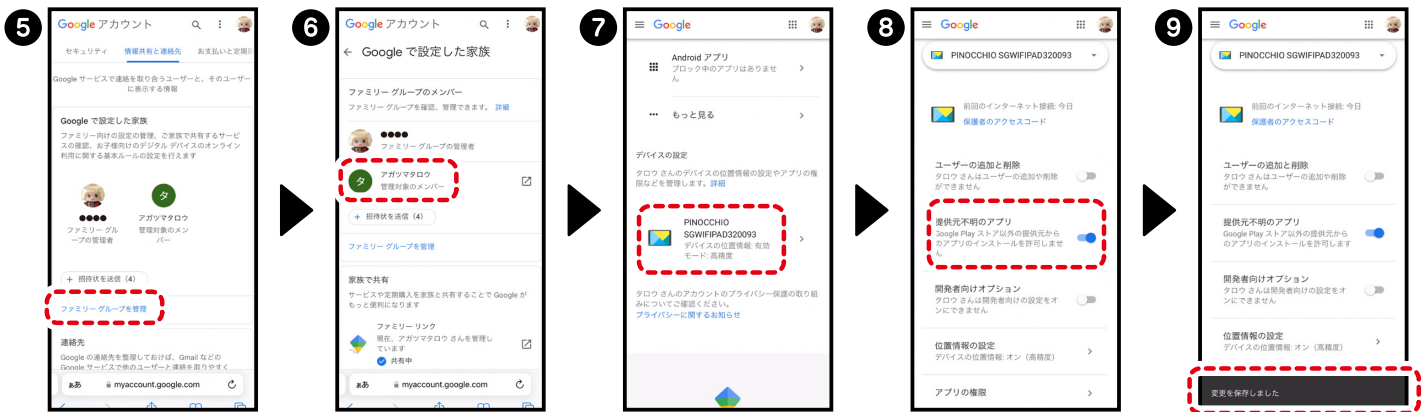 5
Google アカウント
セキュリティ 情報共有と連絡先 お支払いと定期
Google サービスで連絡を取り合うユーザーと、そのユーザー
に表示する情報
Google で設定した家族
ファミリー向けの設定の管理、ご家族で共有するサービ
スの確認、お子様向けのデジタル デバイスのオンライン
利用に関する基本ルールの設定を行えます
タ
●●●●
ファミリー グル
ープの管理者
アガツマタロウ
管理対象のメン
バー
+ 招待状を送信（4）
ファミリー グループを管理
連絡先
Google の連絡先を整理しておけば、Gmail などの
Google サービスで他のユーザーと連絡を取りやすく
ぁあ myaccount.google.com
6
Google アカウント
← Google で設定した家族
ファミリー グループのメンバー
ファミリー グループを確認、管理できます。 詳細
●●●●
ファミリー グループの管理者
タ
アガツマタロウ
管理対象のメンバー
+ 招待状を送信（4）
ファミリー グループを管理
家族で共有
サービスや定期購入を家族と共有することで Google が
もっと便利になります
ファミリー リンク
現在、アガツマタロウ さんを管理し
ています
共有中
ぁあ myaccount.google.com
7
Google
Android アプリ
ブロック中のアプリはありませ
ん
もっと見る
デバイスの設定
タロウ さんのデバイスの位置情報の設定やアプリの権
限などを管理します。詳細
PINOCCHIO
SGWIFIPAD320093
デバイスの位置情報: 有効
モード: 高精度
タロウ さんのアカウントのプライバシー保護の取り組
みについてご確認ください。
プライバシーに関するお知らせ
8
Google
PINOCCHIO SGWIFIPAD320093
前回のインターネット接続: 今日
保護者のアクセスコード
ユーザーの追加と削除
タロウ さんはユーザーの追加や削除
ができません
提供元不明のアプリ
Google Play ストア以外の提供元から
のアプリのインストールを許可しませ
ん
開発者向けオプション
タロウ さんは開発者向けの設定をオ
ンにできません
位置情報の設定
デバイスの位置情報: オン（高精度）
アプリの権限
9
Google
PINOCCHIO SGWIFIPAD320093
前回のインターネット接続: 今日
保護者のアクセスコード
ユーザーの追加と削除
タロウ さんはユーザーの追加や削除
ができません
提供元不明のアプリ
Google Play ストア以外の提供元から
のアプリのインストールを許可します
開発者向けオプション
タロウ さんは開発者向けの設定をオ
ンにできません
位置情報の設定
デバイスの位置情報: オン（高精度）
変更を保存しました